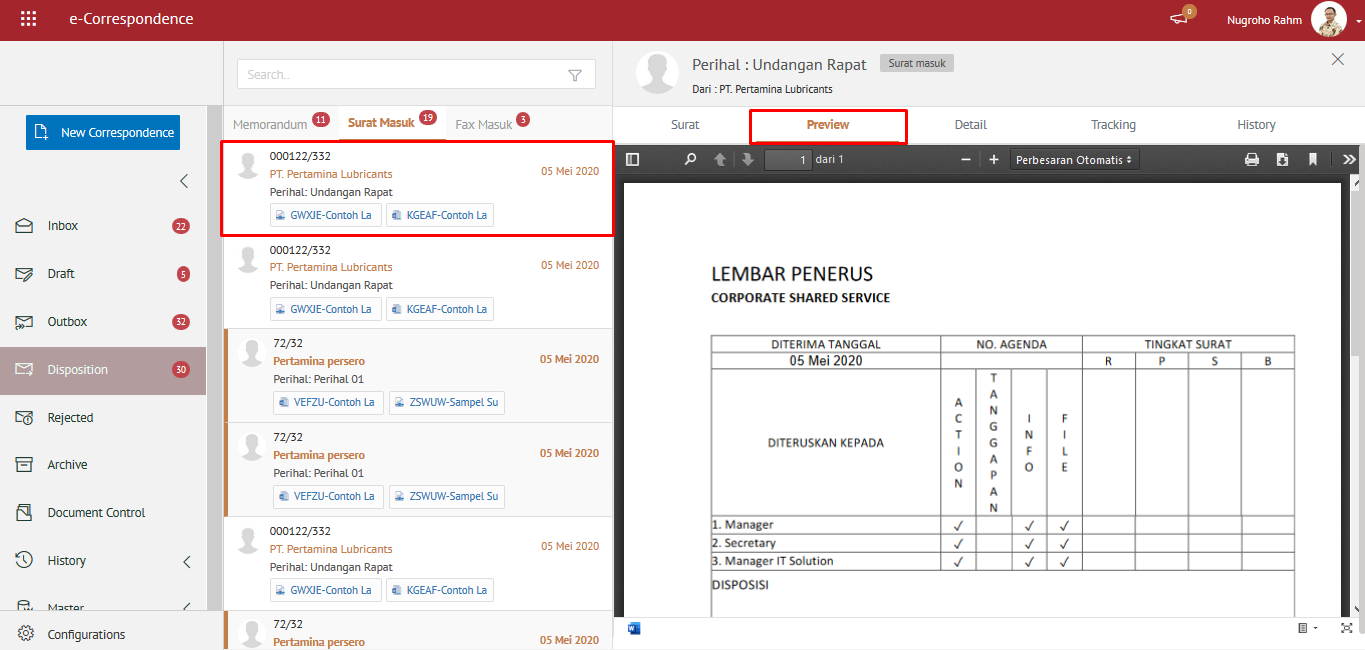 e-Correspondence
0
Nugroho Rahm
New Correspondence
Inbox 22
Draft 5
Outbox 32
Disposition 30
Rejected
Archive
Document Control
History
Master
Configurations
Search..
Memorandum 11 Surat Masuk 19 Fax Masuk 3
000122/332
PT. Pertamina Lubricants 05 Mei 2020
Perihal: Undangan Rapat
GWXJE-Contoh La KGEAF-Contoh La
000122/332
PT. Pertamina Lubricants 05 Mei 2020
Perihal: Undangan Rapat
GWXJE-Contoh La KGEAF-Contoh La
72/32
Pertamina persero 05 Mei 2020
Perihal: Perihal 01
VEFZU-Contoh La ZSWUW-Sampel Su
72/32
Pertamina persero 05 Mei 2020
Perihal: Perihal 01
VEFZU-Contoh La ZSWUW-Sampel Su
000122/332
PT. Pertamina Lubricants 05 Mei 2020
Perihal: Undangan Rapat
GWXJE-Contoh La KGEAF-Contoh La
72/32
Pertamina persero 05 Mei 2020
Perihal : Undangan Rapat Surat masuk
Dari : PT. Pertamina Lubricants
Surat Preview Detail Tracking History
1 dari 1 Perbesaran Otomatis
LEMBAR PENERUS
CORPORATE SHARED SERVICE
DITERIMA TANGGAL NO. AGENDA TINGKAT SURAT
05 Mei 2020 R P S B
DITERUSKAN KEPADA ACTION TANGGAPAN INFO FILE
1. Manager ✓ ✓ ✓
2. Secretary ✓ ✓ ✓
3. Manager IT Solution ✓ ✓ ✓
DISPOSISI